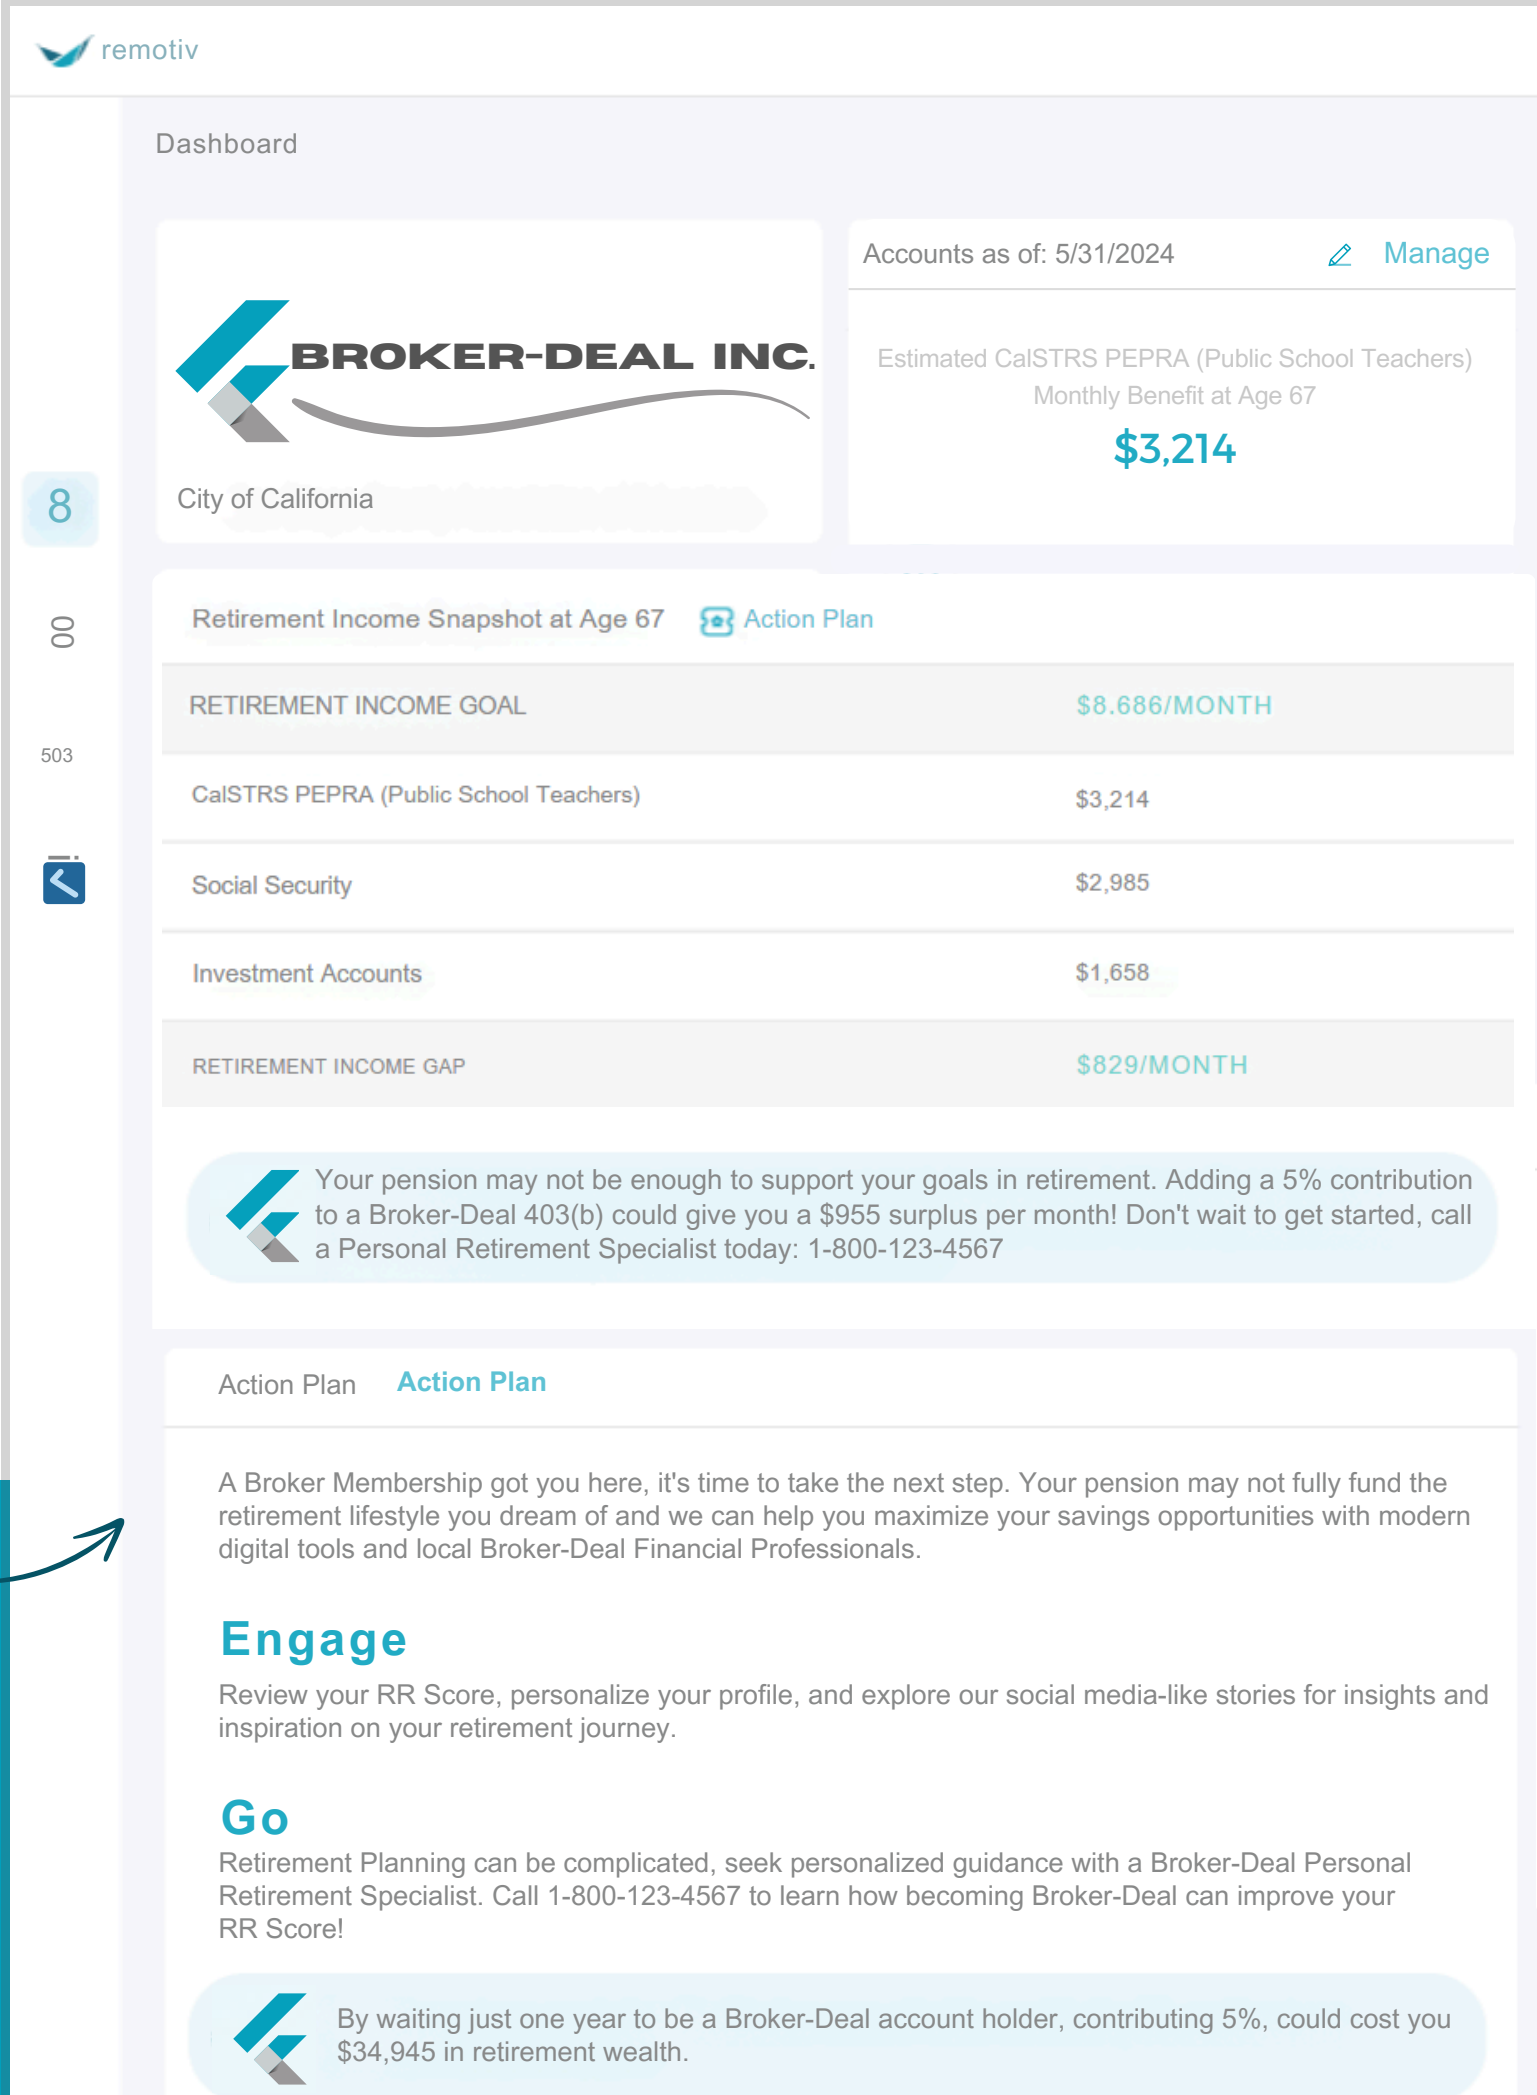 remotiv
Dashboard
BROKER-DEAL INC.
City of California
Accounts as of: 5/31/2024 Manage
Estimated CalSTRS PEPRA (Public School Teachers)
Monthly Benefit at Age 67
$3,214
8
00
503
Retirement Income Snapshot at Age 67 Action Plan
RETIREMENT INCOME GOAL $8.686/MONTH
CalSTRS PEPRA (Public School Teachers) $3,214
Social Security $2,985
Investment Accounts $1,658
RETIREMENT INCOME GAP $829/MONTH
Your pension may not be enough to support your goals in retirement. Adding a 5% contribution
to a Broker-Deal 403(b) could give you a $955 surplus per month! Don't wait to get started, call
a Personal Retirement Specialist today: 1-800-123-4567
Action Plan Action Plan
A Broker Membership got you here, it's time to take the next step. Your pension may not fully fund the
retirement lifestyle you dream of and we can help you maximize your savings opportunities with modern
digital tools and local Broker-Deal Financial Professionals.
Engage
Review your RR Score, personalize your profile, and explore our social media-like stories for insights and
inspiration on your retirement journey.
Go
Retirement Planning can be complicated, seek personalized guidance with a Broker-Deal Personal
Retirement Specialist. Call 1-800-123-4567 to learn how becoming Broker-Deal can improve your
RR Score!
By waiting just one year to be a Broker-Deal account holder, contributing 5%, could cost you
$34,945 in retirement wealth.